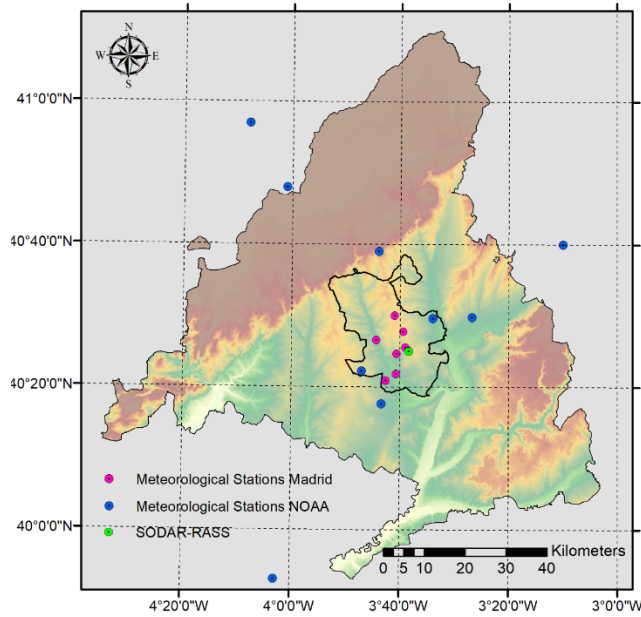 N
W E
S
41°0'0"N
40°40'0"N
40°20'0"N
40°0'0"N
Meteorological Stations Madrid
Meteorological Stations NOAA
SODAR-RASS
Kilometers
0 5 10 20 30 40
4°20'0"W 4°0'0"W 3°40'0"W 3°20'0"W 3°0'0"W